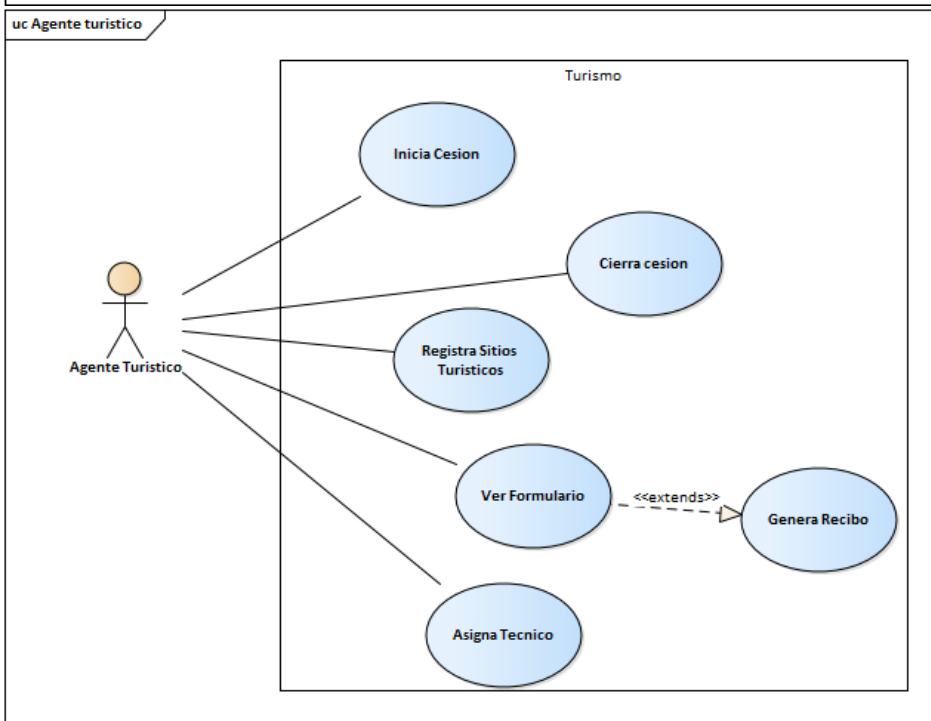 uc Agente turistico
Turismo
Inicia Cesion
Cierra cesion
Agente Turistico
Registra Sitios
Turisticos
Ver Formulario
<<extends>>
Genera Recibo
Asigna Tecnico